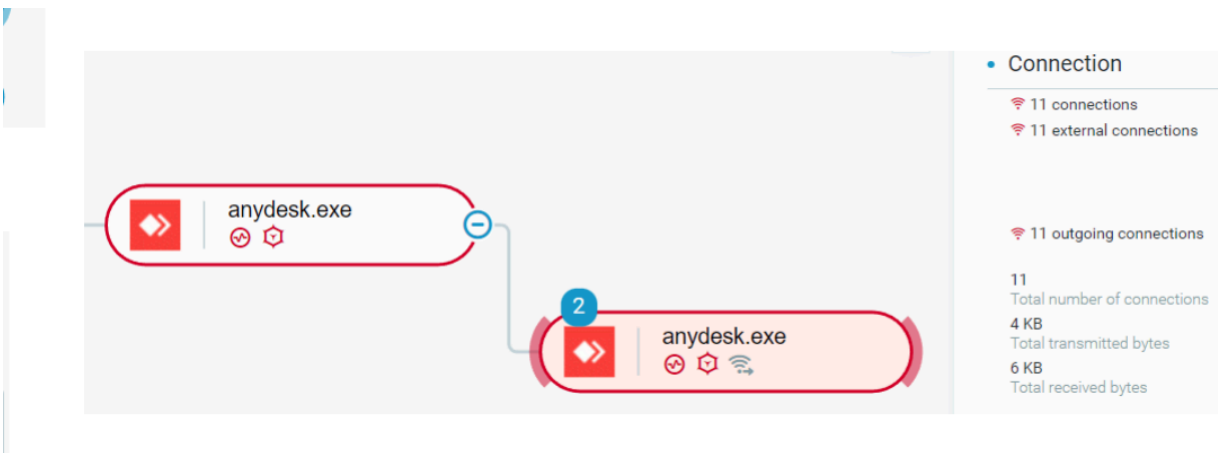 Connection
11 connections
11 external connections
anydesk.exe
11 outgoing connections
11
Total number of connections
2
4 KB
anydesk.exe
Total transmitted bytes
6 KB
Total received bytes